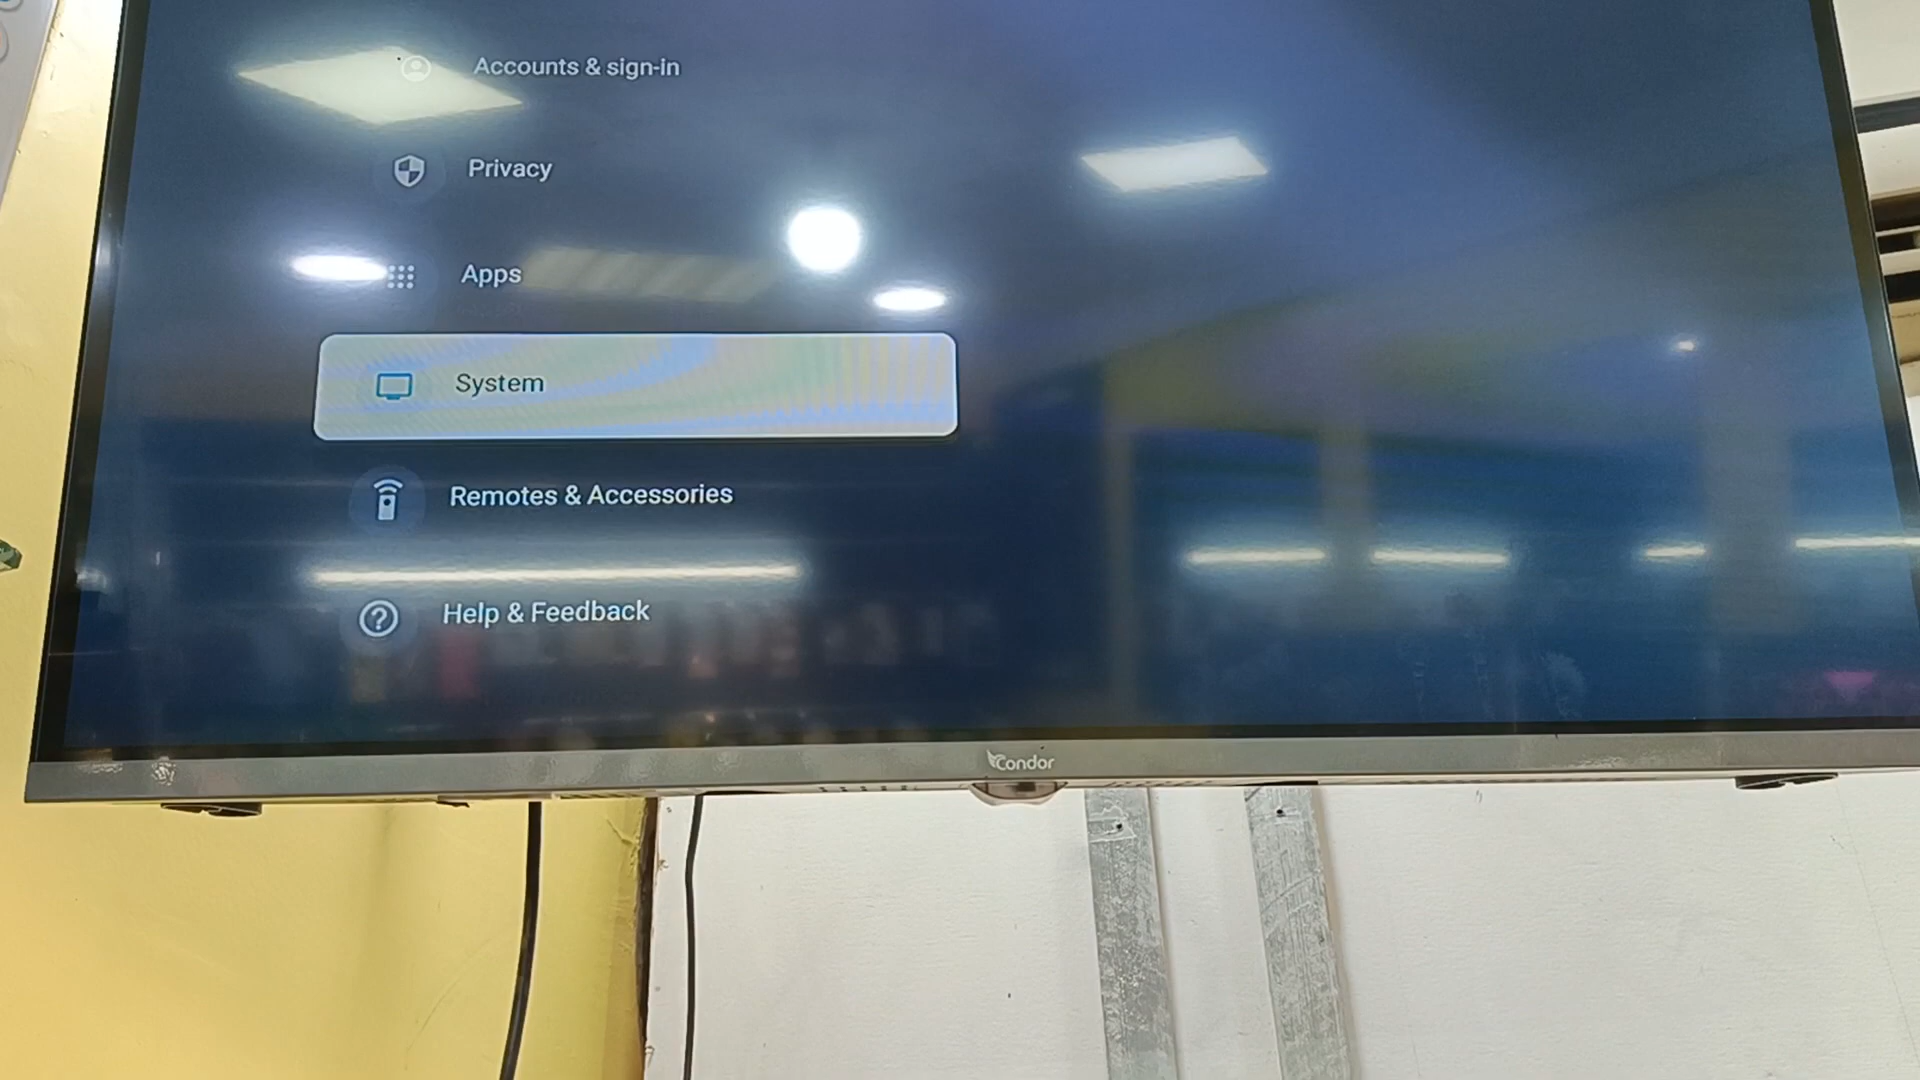 Accounts & sign-in
Privacy
Apps
System
Remotes & Accessories
Help & Feedback
Condor